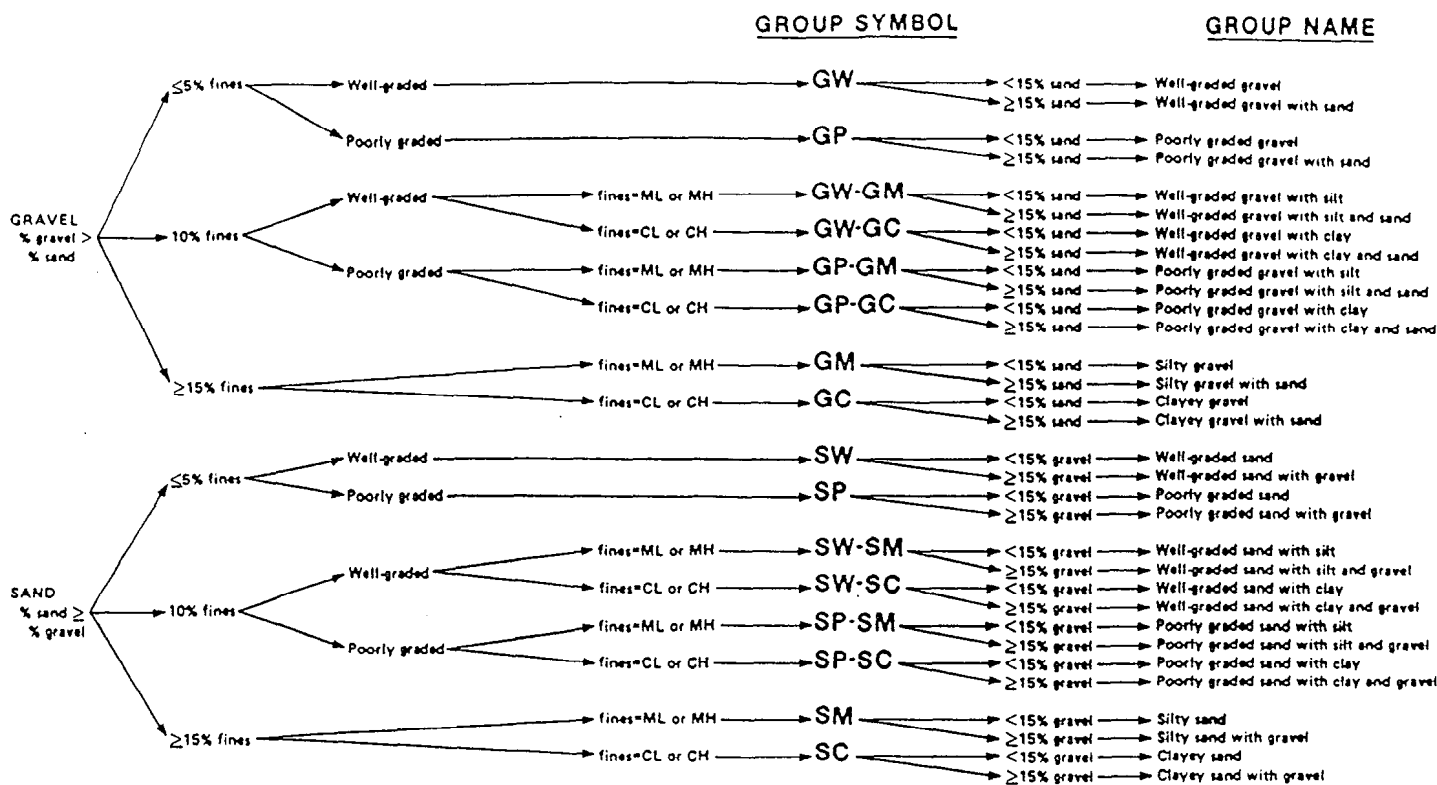 GROUP SYMBOL GROUP NAME
≤5% fines Well-graded GW <15% sand Well-graded gravel
≥15% sand Well-graded gravel with sand
Poorly graded GP <15% sand Poorly graded gravel
≥15% sand Poorly graded gravel with sand
Well-graded fines=ML or MH GW-GM <15% sand Well-graded gravel with silt
≥15% sand Well-graded gravel with silt and sand
GRAVEL
% gravel >
% sand
10% fines fines=CL or CH GW-GC <15% sand Well-graded gravel with clay
≥15% sand Well-graded gravel with clay and sand
Poorly graded fines=ML or MH GP-GM <15% sand Poorly graded gravel with silt
≥15% sand Poorly graded gravel with silt and sand
fines=CL or CH GP-GC <15% sand Poorly graded gravel with clay
≥15% sand Poorly graded gravel with clay and sand
≥15% fines fines=ML or MH GM <15% sand Silty gravel
≥15% sand Silty gravel with sand
fines=CL or CH GC <15% sand Clayey gravel
≥15% sand Clayey gravel with sand
≤5% fines Well-graded SW <15% gravel Well-graded sand
≥15% gravel Well-graded sand with gravel
Poorly graded SP <15% gravel Poorly graded sand
≥15% gravel Poorly graded sand with gravel
Well-graded fines=ML or MH SW-SM <15% gravel Well-graded sand with silt
≥15% gravel Well-graded sand with silt and gravel
SAND
% sand ≥
% gravel
10% fines fines=CL or CH SW-SC <15% gravel Well-graded sand with clay
≥15% gravel Well-graded sand with clay and gravel
Poorly graded fines=ML or MH SP-SM <15% gravel Poorly graded sand with silt
≥15% gravel Poorly graded sand with silt and gravel
fines=CL or CH SP-SC <15% gravel Poorly graded sand with clay
≥15% gravel Poorly graded sand with clay and gravel
≥15% fines fines=ML or MH SM <15% gravel Silty sand
≥15% gravel Silty sand with gravel
fines=CL or CH SC <15% gravel Clayey sand
≥15% gravel Clayey sand with gravel